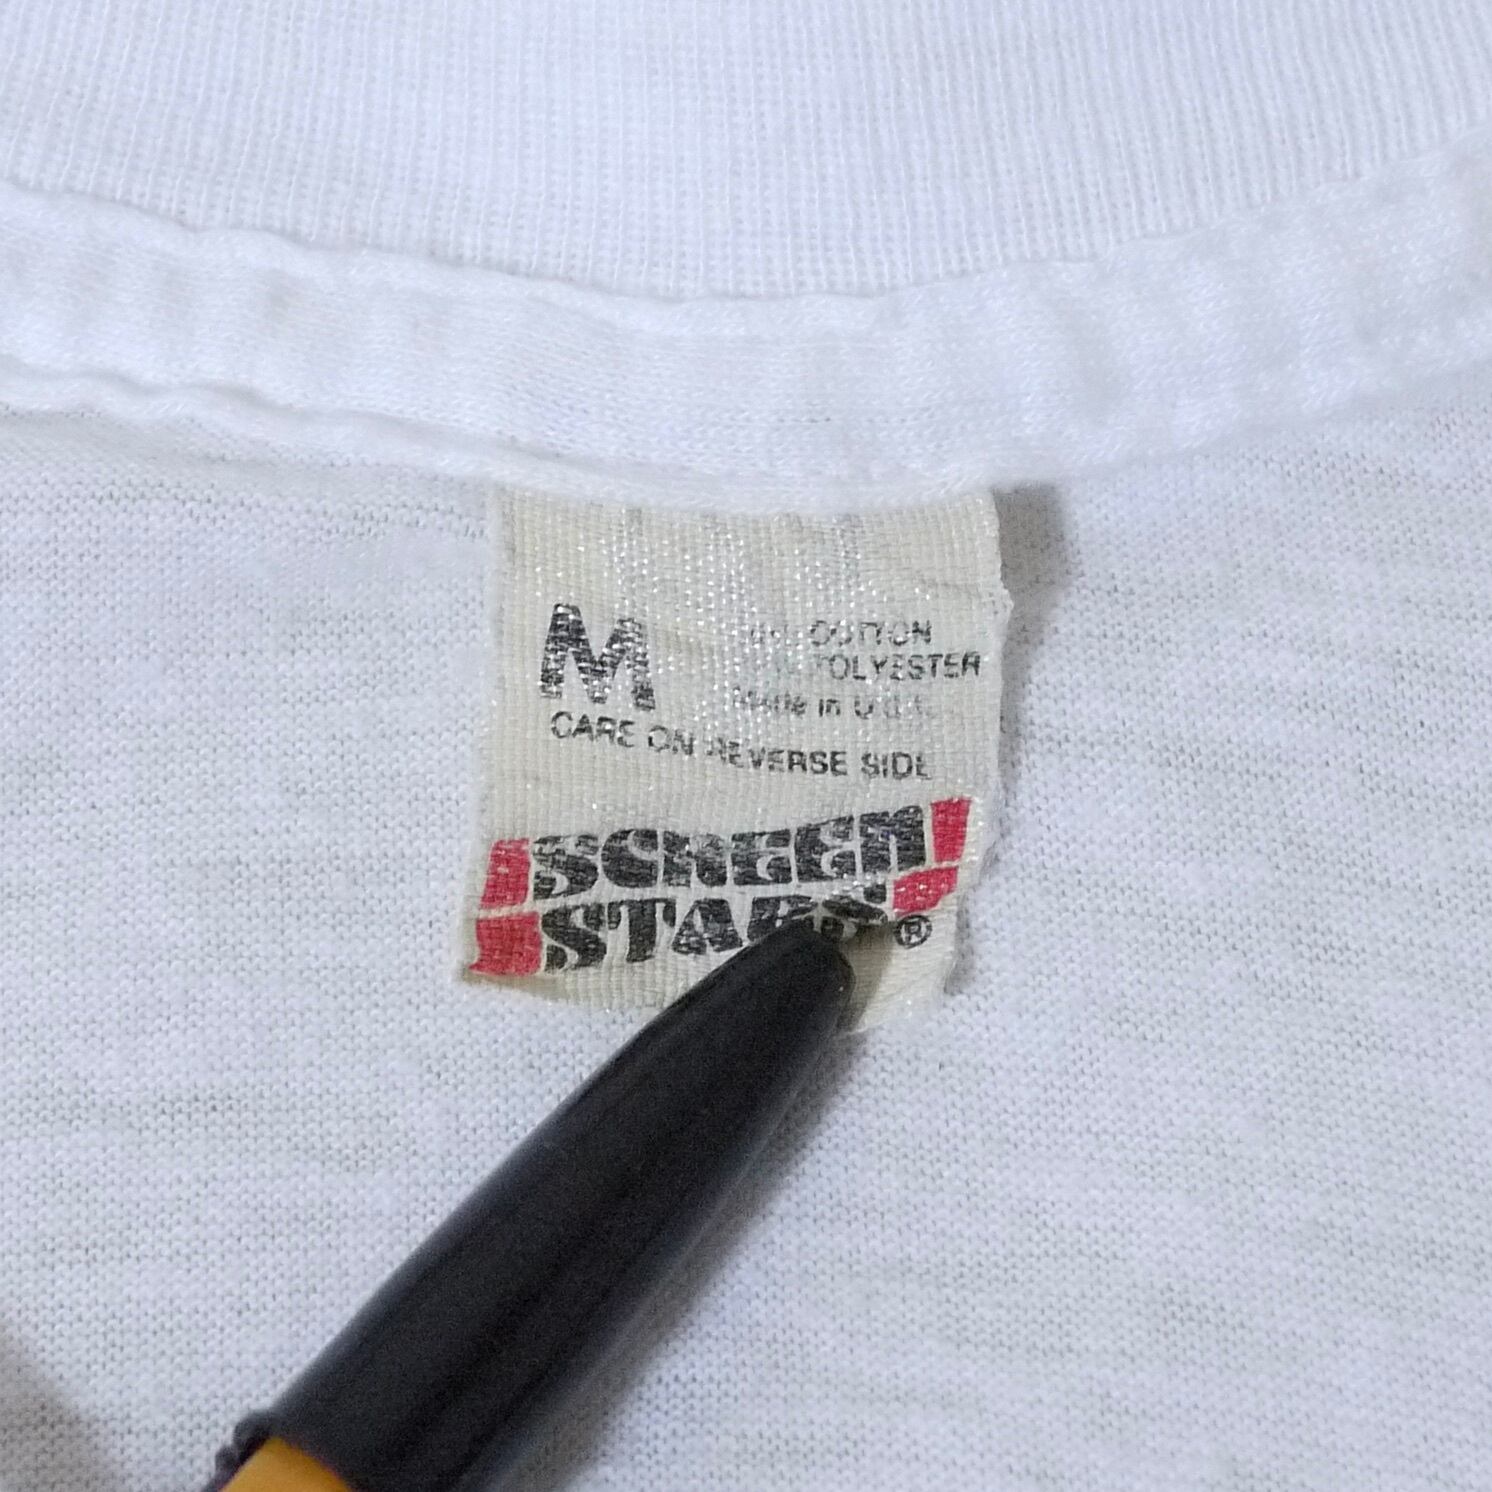 M
COTTON
POLYESTER
Made in U.S.A.
CARE ON REVERSE SIDE
SCREEN
STARS ®